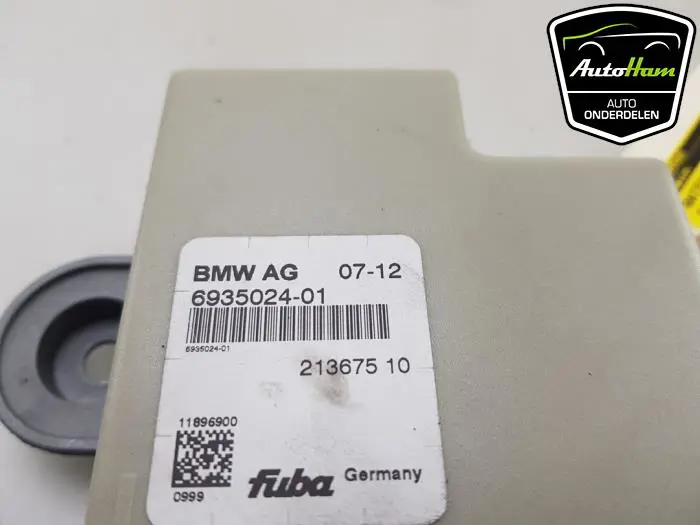 AutoHam
AUTO
ONDERDELEN
BMW AG 07-12
6935024-01
6935024-01
213675 10
11896900
0999
fuba Germany